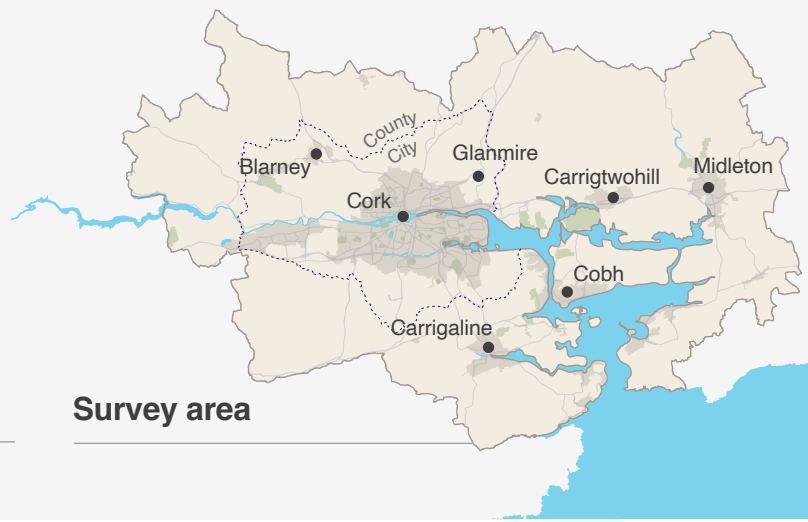 County
City
Blarney
Glanmire
Carrigtwohill
Midleton
Cork
Cobh
Carrigaline
Survey area